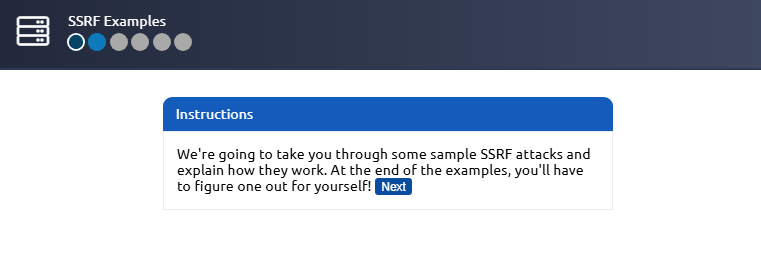 SSRF Examples
Instructions
We're going to take you through some sample SSRF attacks and
explain how they work. At the end of the examples, you'll have
to figure one out for yourself! Next